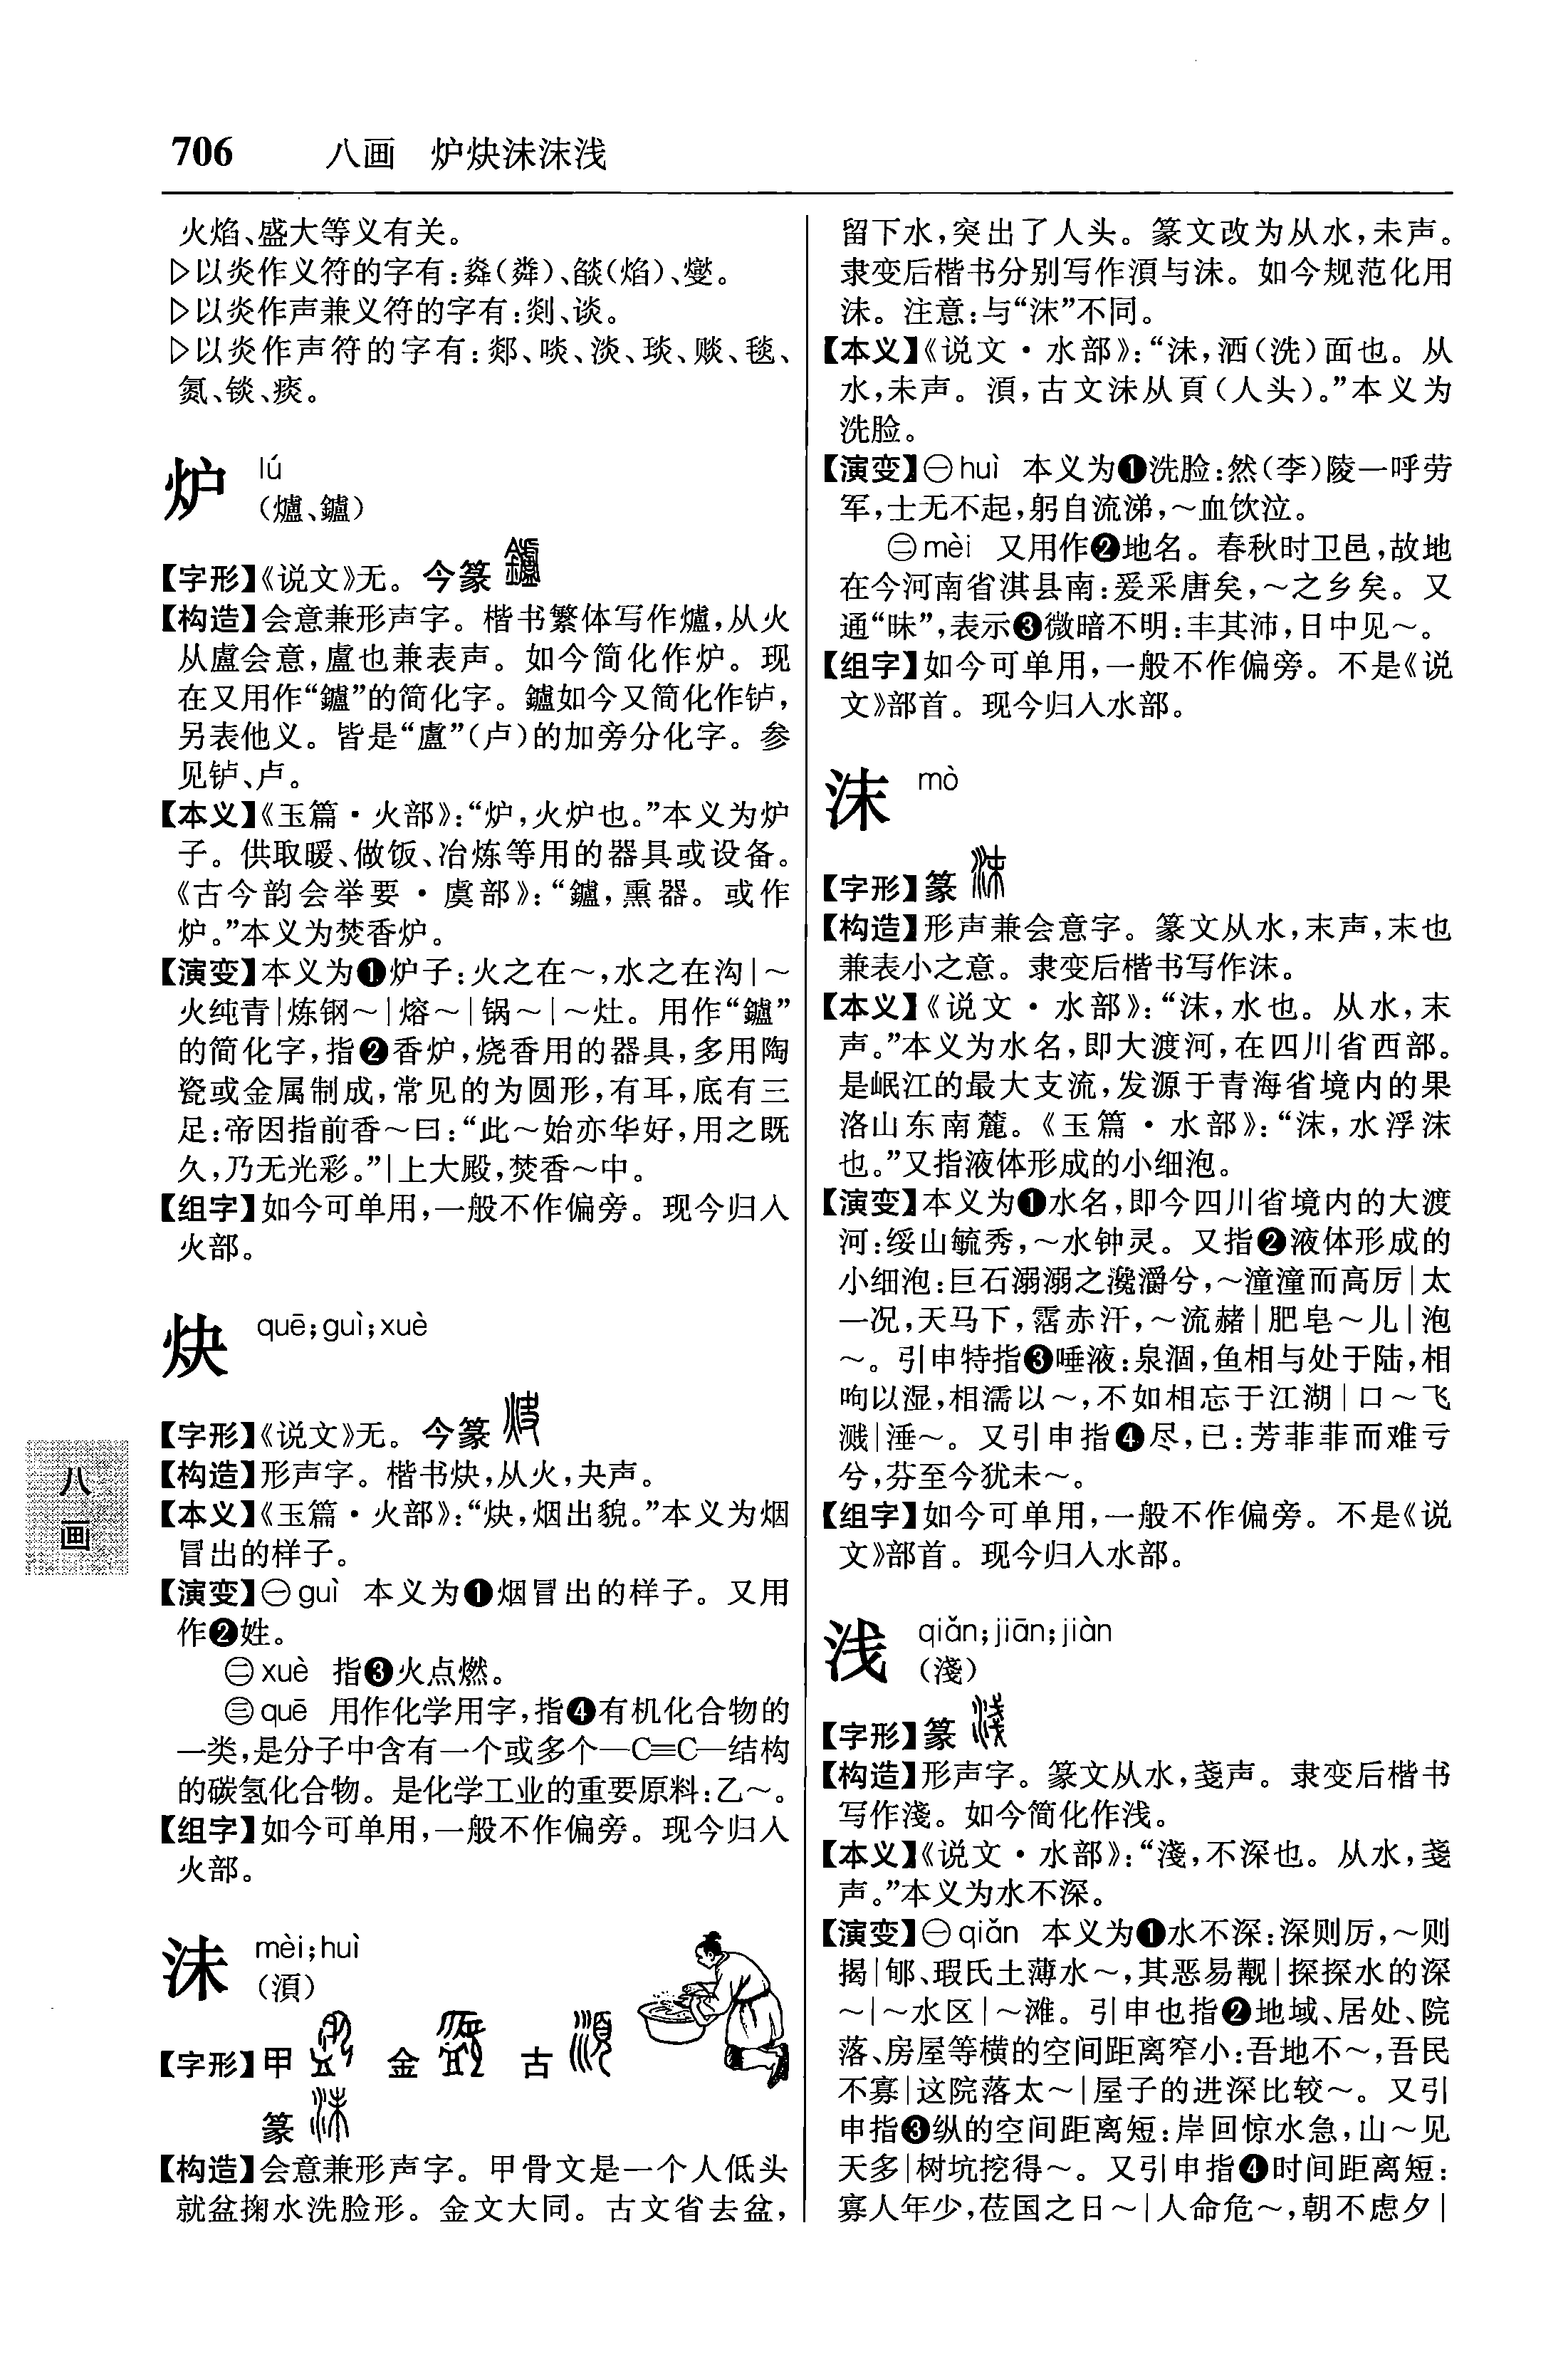 706 八画 炉炔沬沫浅
火焰、盛大等义有关。
▷以炎作义符的字有:粦(粦)、燄(焰)、燮。
▷以炎作声兼义符的字有:剡、谈。
▷以炎作声符的字有:郯、啖、淡、琰、赕、毯、
氮、锬、痰。
炉 lú
(爐、鑪)
【字形】《说文》无。今篆
【构造】会意兼形声字。楷书繁体写作爐,从火
从盧会意,盧也兼表声。如今简化作炉。现
在又用作“鑪”的简化字。鑪如今又简化作铲,
另表他义。皆是“盧”(卢)的加旁分化字。参
见铲、卢。
【本义】《玉篇·火部》:“炉,火炉也。”本义为炉
子。供取暖、做饭、冶炼等用的器具或设备。
《古今韵会举要·虞部》:“鑪,熏器。或作
炉。”本义为焚香炉。
【演变】本义为❶炉子:火之在～,水之在沟|～
火纯青|炼钢～|熔～|锅～|～灶。用作“鑪”
的简化字,指❷香炉,烧香用的器具,多用陶
瓷或金属制成,常见的为圆形,有耳,底有三
足:帝因指前香～曰:“此～始亦华好,用之既
久,乃无光彩。”|上大殿,焚香～中。
【组字】如今可单用,一般不作偏旁。现今归入
火部。
炔 quē;guì;xuè
【字形】《说文》无。今篆
【构造】形声字。楷书炔,从火,夬声。
【本义】《玉篇·火部》:“炔,烟出貌。”本义为烟
冒出的样子。
【演变】㊀guì 本义为❶烟冒出的样子。又用
作❷姓。
㊁xuè 指❸火点燃。
㊂quē 用作化学用字,指❹有机化合物的
一类,是分子中含有一个或多个—C≡C—结构
的碳氢化合物。是化学工业的重要原料:乙～。
【组字】如今可单用,一般不作偏旁。现今归入
火部。
沬 mèi;huì
(湏)
【字形】甲 金 古
篆
【构造】会意兼形声字。甲骨文是一个人低头
就盆掬水洗脸形。金文大同。古文省去盆,
留下水,突出了人头。篆文改为从水,未声。
隶变后楷书分别写作湏与沬。如今规范化用
沬。注意:与“沫”不同。
【本义】《说文·水部》:“沬,洒(洗)面也。从
水,未声。湏,古文沬从頁(人头)。”本义为
洗脸。
【演变】㊀huì 本义为❶洗脸:然(李)陵一呼劳
军,士无不起,躬自流涕,～血饮泣。
㊁mèi 又用作❷地名。春秋时卫邑,故地
在今河南省淇县南:爰采唐矣,～之乡矣。又
通“昧”,表示❸微暗不明:丰其沛,日中见～。
【组字】如今可单用,一般不作偏旁。不是《说
文》部首。现今归入水部。
沫 mò
【字形】篆
【构造】形声兼会意字。篆文从水,末声,末也
兼表小之意。隶变后楷书写作沫。
【本义】《说文·水部》:“沫,水也。从水,末
声。”本义为水名,即大渡河,在四川省西部。
是岷江的最大支流,发源于青海省境内的果
洛山东南麓。《玉篇·水部》:“沫,水浮沫
也。”又指液体形成的小细泡。
【演变】本义为❶水名,即今四川省境内的大渡
河:绥山毓秀,～水钟灵。又指❷液体形成的
小细泡:巨石溺溺之瀺灂兮,～潼潼而高厉|太
一况,天马下,霑赤汗,～流赭|肥皂～儿|泡
～。引申特指❸唾液:泉涸,鱼相与处于陆,相
呴以湿,相濡以～,不如相忘于江湖|口～飞
溅|涶～。又引申指❹尽,已:芳菲菲而难亏
兮,芬至今犹未～。
【组字】如今可单用,一般不作偏旁。不是《说
文》部首。现今归入水部。
浅 qiǎn;jiān;jiàn
(淺)
【字形】篆
【构造】形声字。篆文从水,戔声。隶变后楷书
写作淺。如今简化作浅。
【本义】《说文·水部》:“淺,不深也。从水,戔
声。”本义为水不深。
【演变】㊀qiǎn 本义为❶水不深:深则厉,～则
揭|郇、瑕氏土薄水～,其恶易觏|探探水的深
～|～水区|～滩。引申也指❷地域、居处、院
落、房屋等横的空间距离窄小:吾地不～,吾民
不寡|这院落太～|屋子的进深比较～。又引
申指❸纵的空间距离短:岸回惊水急,山～见
天多|树坑挖得～。又引申指❹时间距离短:
寡人年少,莅国之日～|人命危～,朝不虑夕|
八
画